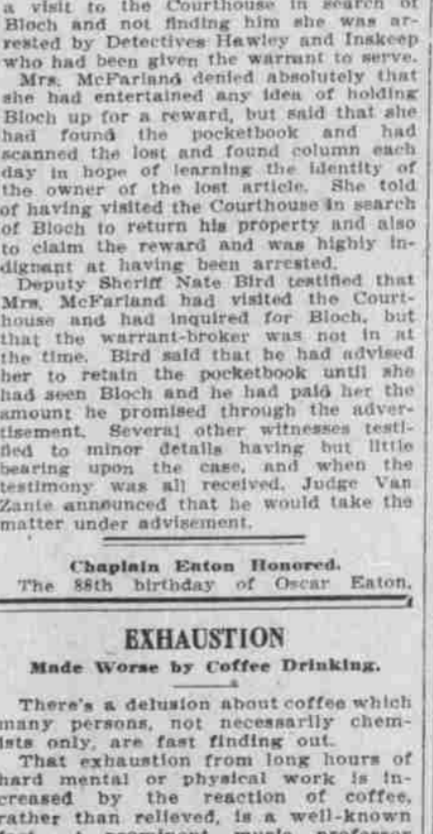 a visit to the Courthouse in search of
Bloch and not finding him she was ar-
rested by Detectives Hawley and Inskeep
who had been given the warrant to serve.
Mrs. McFarland denied absolutely that
she had entertained any idea of holding
Bloch up for a reward, but said that she
had found the pocketbook and had
scanned the lost and found column each
day in hope of learning the identity of
the owner of the lost article. She told
of having visited the Courthouse in search
of Bloch to return his property and also
to claim the reward and was highly in-
dignant at having been arrested.
Deputy Sheriff Nate Bird testified that
Mrs. McFarland had visited the Court-
house and had inquired for Bloch, but
that the warrant-broker was not in at
the time. Bird said that he had advised
her to retain the pocketbook until she
had seen Bloch and he had paid her the
amount he promised through the adver-
tisement. Several other witnesses testi-
fied to minor details having but little
bearing upon the case, and when the
testimony was all received, Judge Van
Zante announced that he would take the
matter under advisement.
Chaplain Eaton Honored.
The 88th birthday of Oscar Eaton,
EXHAUSTION
Made Worse by Coffee Drinking.
There's a delusion about coffee which
many persons, not necessarily chem-
ists only, are fast finding out.
That exhaustion from long hours of
hard mental or physical work is in-
creased by the reaction of coffee,
rather than relieved, is a well-known